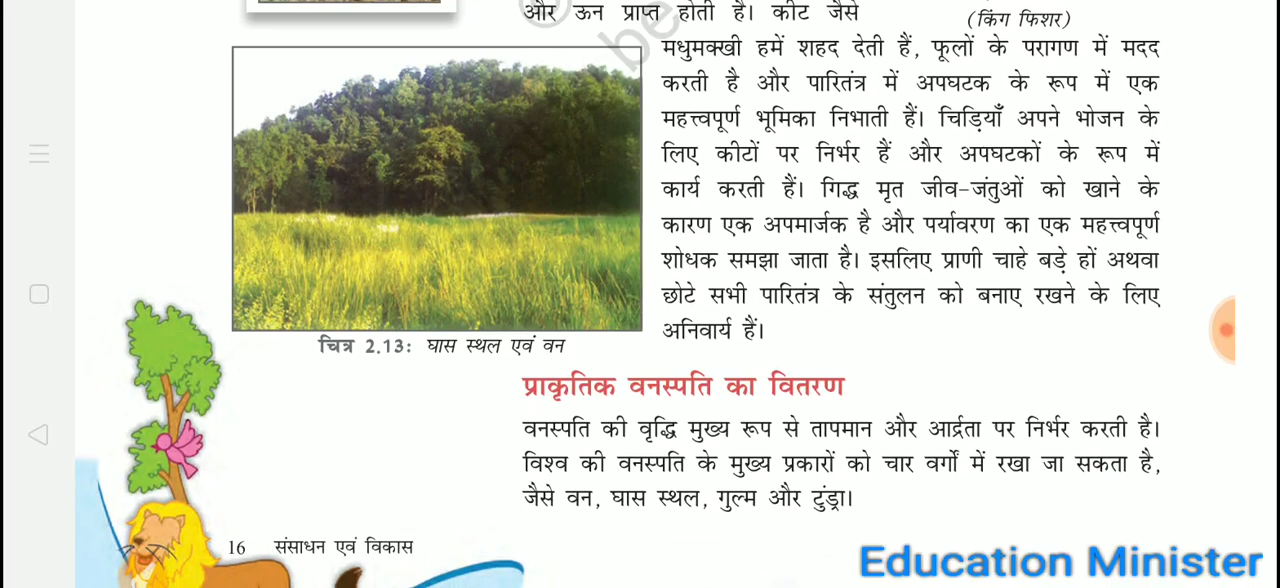 और ऊन प्राप्त होती है। कीट जैसे
(किंग फिशर)
मधुमक्खी हमें शहद देती हैं, फूलों के परागण में मदद
करती है और पारितंत्र में अपघटक के रूप में एक
महत्त्वपूर्ण भूमिका निभाती हैं। चिड़ियाँ अपने भोजन के
लिए कीटों पर निर्भर हैं और अपघटकों के रूप में
कार्य करती हैं। गिद्ध मृत जीव-जंतुओं को खाने के
कारण एक अपमार्जक है और पर्यावरण का एक महत्त्वपूर्ण
शोधक समझा जाता है। इसलिए प्राणी चाहे बड़े हों अथवा
छोटे सभी पारितंत्र के संतुलन को बनाए रखने के लिए
अनिवार्य हैं।
चित्र 2.13: घास स्थल एवं वन
प्राकृतिक वनस्पति का वितरण
वनस्पति की वृद्धि मुख्य रूप से तापमान और आर्द्रता पर निर्भर करती है।
विश्व की वनस्पति के मुख्य प्रकारों को चार वर्गों में रखा जा सकता है,
जैसे वन, घास स्थल, गुल्म और टुंड्रा।
16 संसाधन एवं विकास
Education Minister